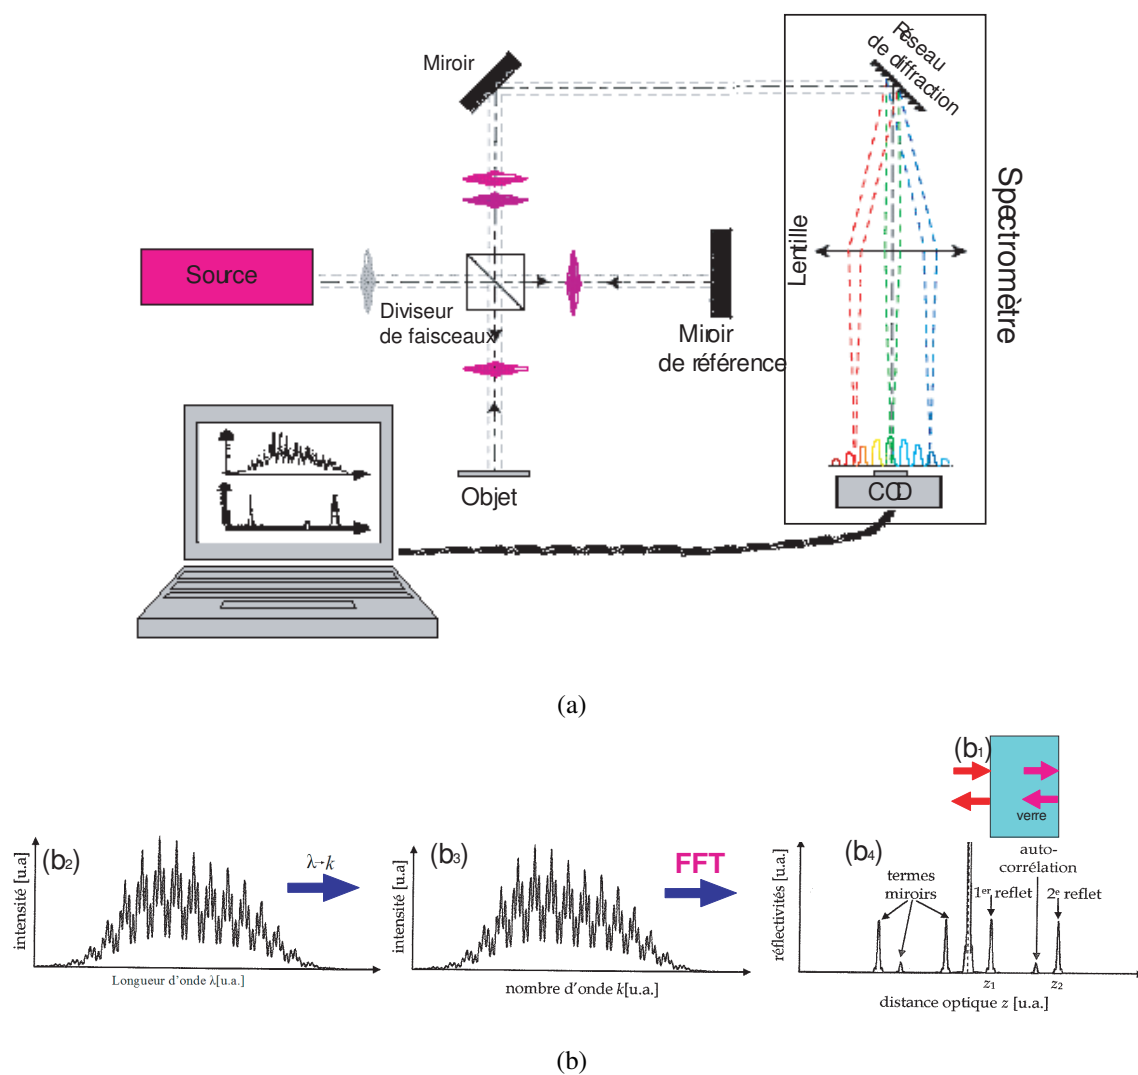 Miroir
Réseau
de diffraction
Spectromètre
Lentille
Source
Diviseur
de faisceaux
Miroir
de référence
Objet
CCD
(a)
(b1)
verre
(b2)
intensité [u.a]
Longueur d'onde λ[u.a.]
λ→k
(b3)
intensité [u.a]
nombre d'onde k[u.a.]
FFT
(b4)
réflectivités [u.a.]
termes
miroirs
1er reflet
auto-
corrélation
2e reflet
z1
z2
distance optique z [u.a.]
(b)